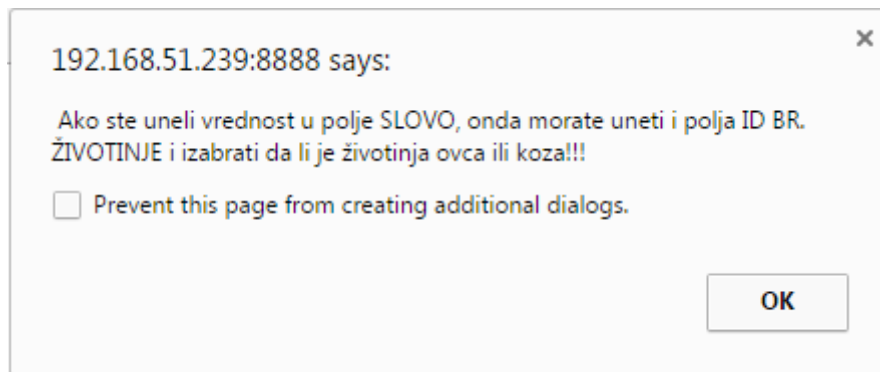 192.168.51.239:8888 says:
Ako ste uneli vrednost u polje SLOVO, onda morate uneti i polja ID BR.
ŽIVOTINJE i izabrati da li je životinja ovca ili koza!!!
Prevent this page from creating additional dialogs.
OK